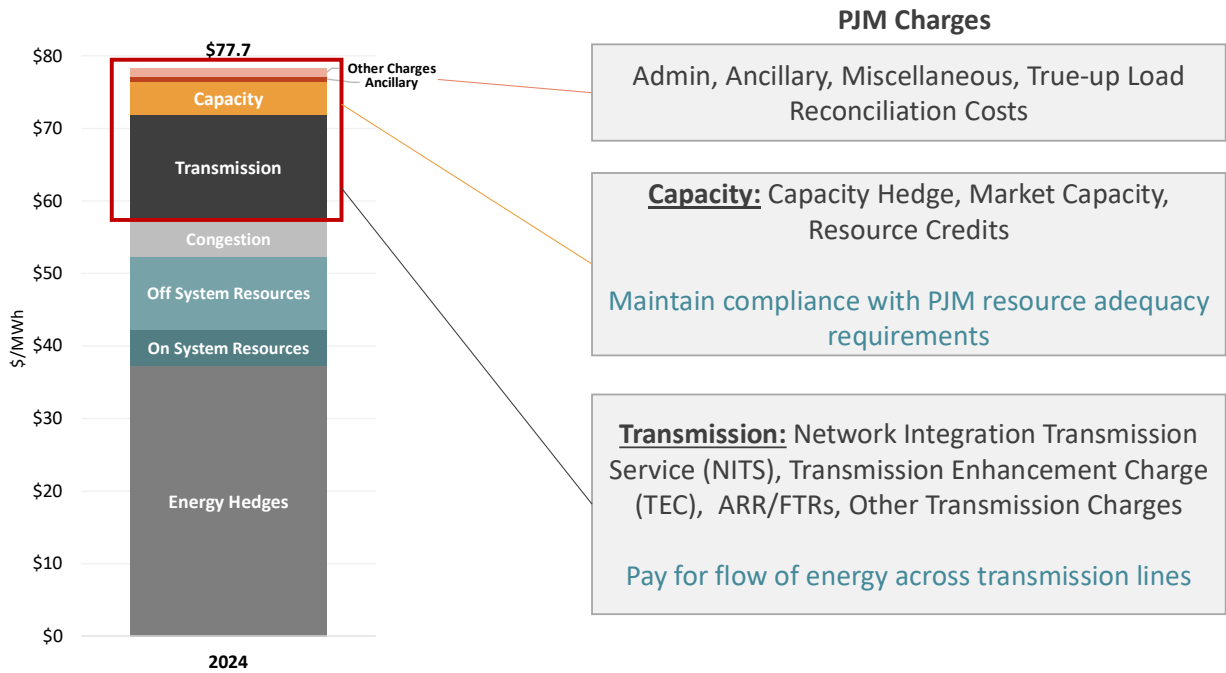 PJM Charges
$77.7
$80
$70
$60
$50
$40
$30
$20
$10
$0
$/MWh
Other Charges
Ancillary
Capacity
Transmission
Congestion
Off System Resources
On System Resources
Energy Hedges
2024
Admin, Ancillary, Miscellaneous, True-up Load
Reconciliation Costs
Capacity: Capacity Hedge, Market Capacity,
Resource Credits
Maintain compliance with PJM resource adequacy
requirements
Transmission: Network Integration Transmission
Service (NITS), Transmission Enhancement Charge
(TEC), ARR/FTRs, Other Transmission Charges
Pay for flow of energy across transmission lines